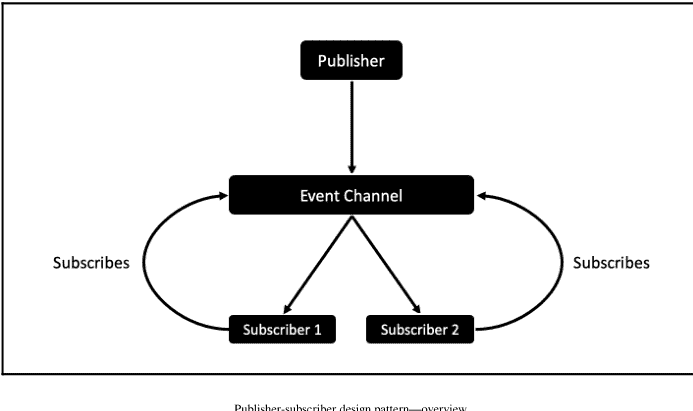 Publisher
Event Channel
Subscribes
Subscribes
Subscriber 1
Subscriber 2
Publisher-subscriber design pattern—overview